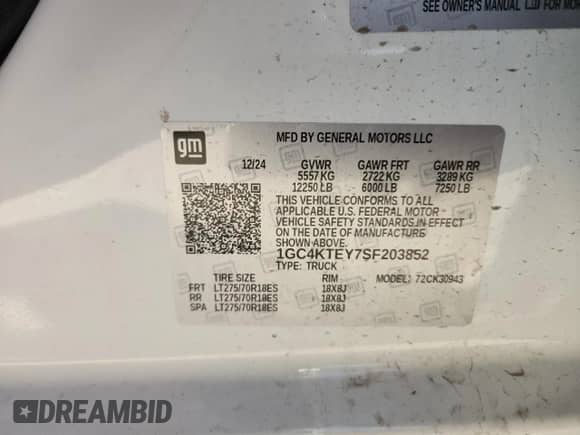 SEE OWNER'S MANUAL FOR MOR
gm
MFD BY GENERAL MOTORS LLC
12/24 GVWR GAWR FRT GAWR RR
5557 KG 2722 KG 3289 KG
12250 LB 6000 LB 7250 LB
THIS VEHICLE CONFORMS TO ALL
APPLICABLE U.S. FEDERAL MOTOR
VEHICLE SAFETY STANDARDS IN EFFECT
ON THE DATE OF MANUFACTURE SHOWN ABOVE.
1GC4KTEY7SF203852
TYPE: TRUCK
TIRE SIZE RIM MODEL: 72CK30943
FRT LT275/70R18ES 18X8J
RR LT275/70R18ES 18X8J
SPA LT275/70R18ES 18X8J
DREAMBID